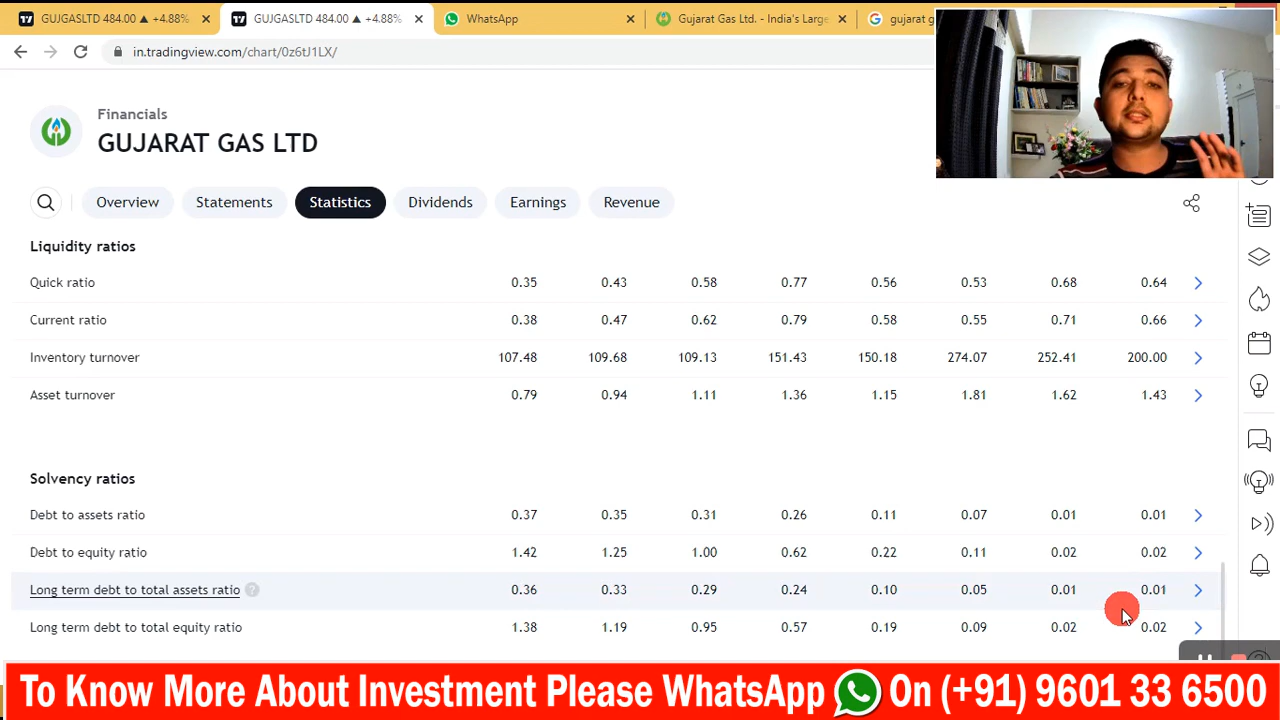 GUJGASLTD 484.00 ▲ +4.88%
GUJGASLTD 484.00 ▲ +4.88%
WhatsApp
Gujarat Gas Ltd. - India's Large
gujarat g
in.tradingview.com/chart/0z6tJ1LX/
Financials
GUJARAT GAS LTD
Overview Statements Statistics Dividends Earnings Revenue
Liquidity ratios
Quick ratio 0.35 0.43 0.58 0.77 0.56 0.53 0.68 0.64
Current ratio 0.38 0.47 0.62 0.79 0.58 0.55 0.71 0.66
Inventory turnover 107.48 109.68 109.13 151.43 150.18 274.07 252.41 200.00
Asset turnover 0.79 0.94 1.11 1.36 1.15 1.81 1.62 1.43
Solvency ratios
Debt to assets ratio 0.37 0.35 0.31 0.26 0.11 0.07 0.01 0.01
Debt to equity ratio 1.42 1.25 1.00 0.62 0.22 0.11 0.02 0.02
Long term debt to total assets ratio 0.36 0.33 0.29 0.24 0.10 0.05 0.01 0.01
Long term debt to total equity ratio 1.38 1.19 0.95 0.57 0.19 0.09 0.02 0.02
To Know More About Investment Please WhatsApp On (+91) 9601 33 6500